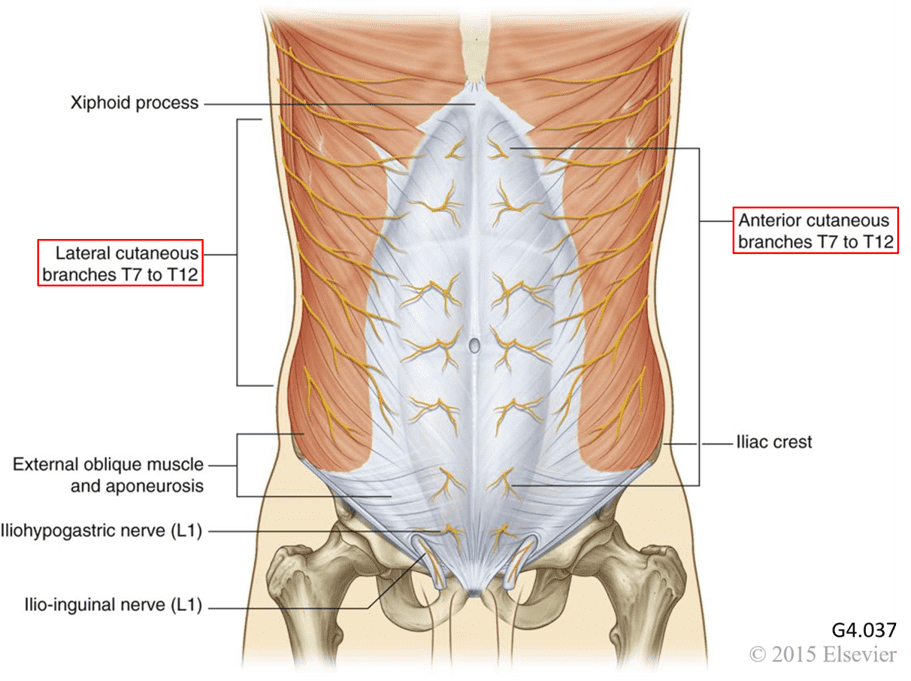 Xiphoid process
Lateral cutaneous
branches T7 to T12
External oblique muscle
and aponeurosis
Iliohypogastric nerve (L1)
Ilio-inguinal nerve (L1)
Anterior cutaneous
branches T7 to T12
Iliac crest
G4.037
© 2015 Elsevier